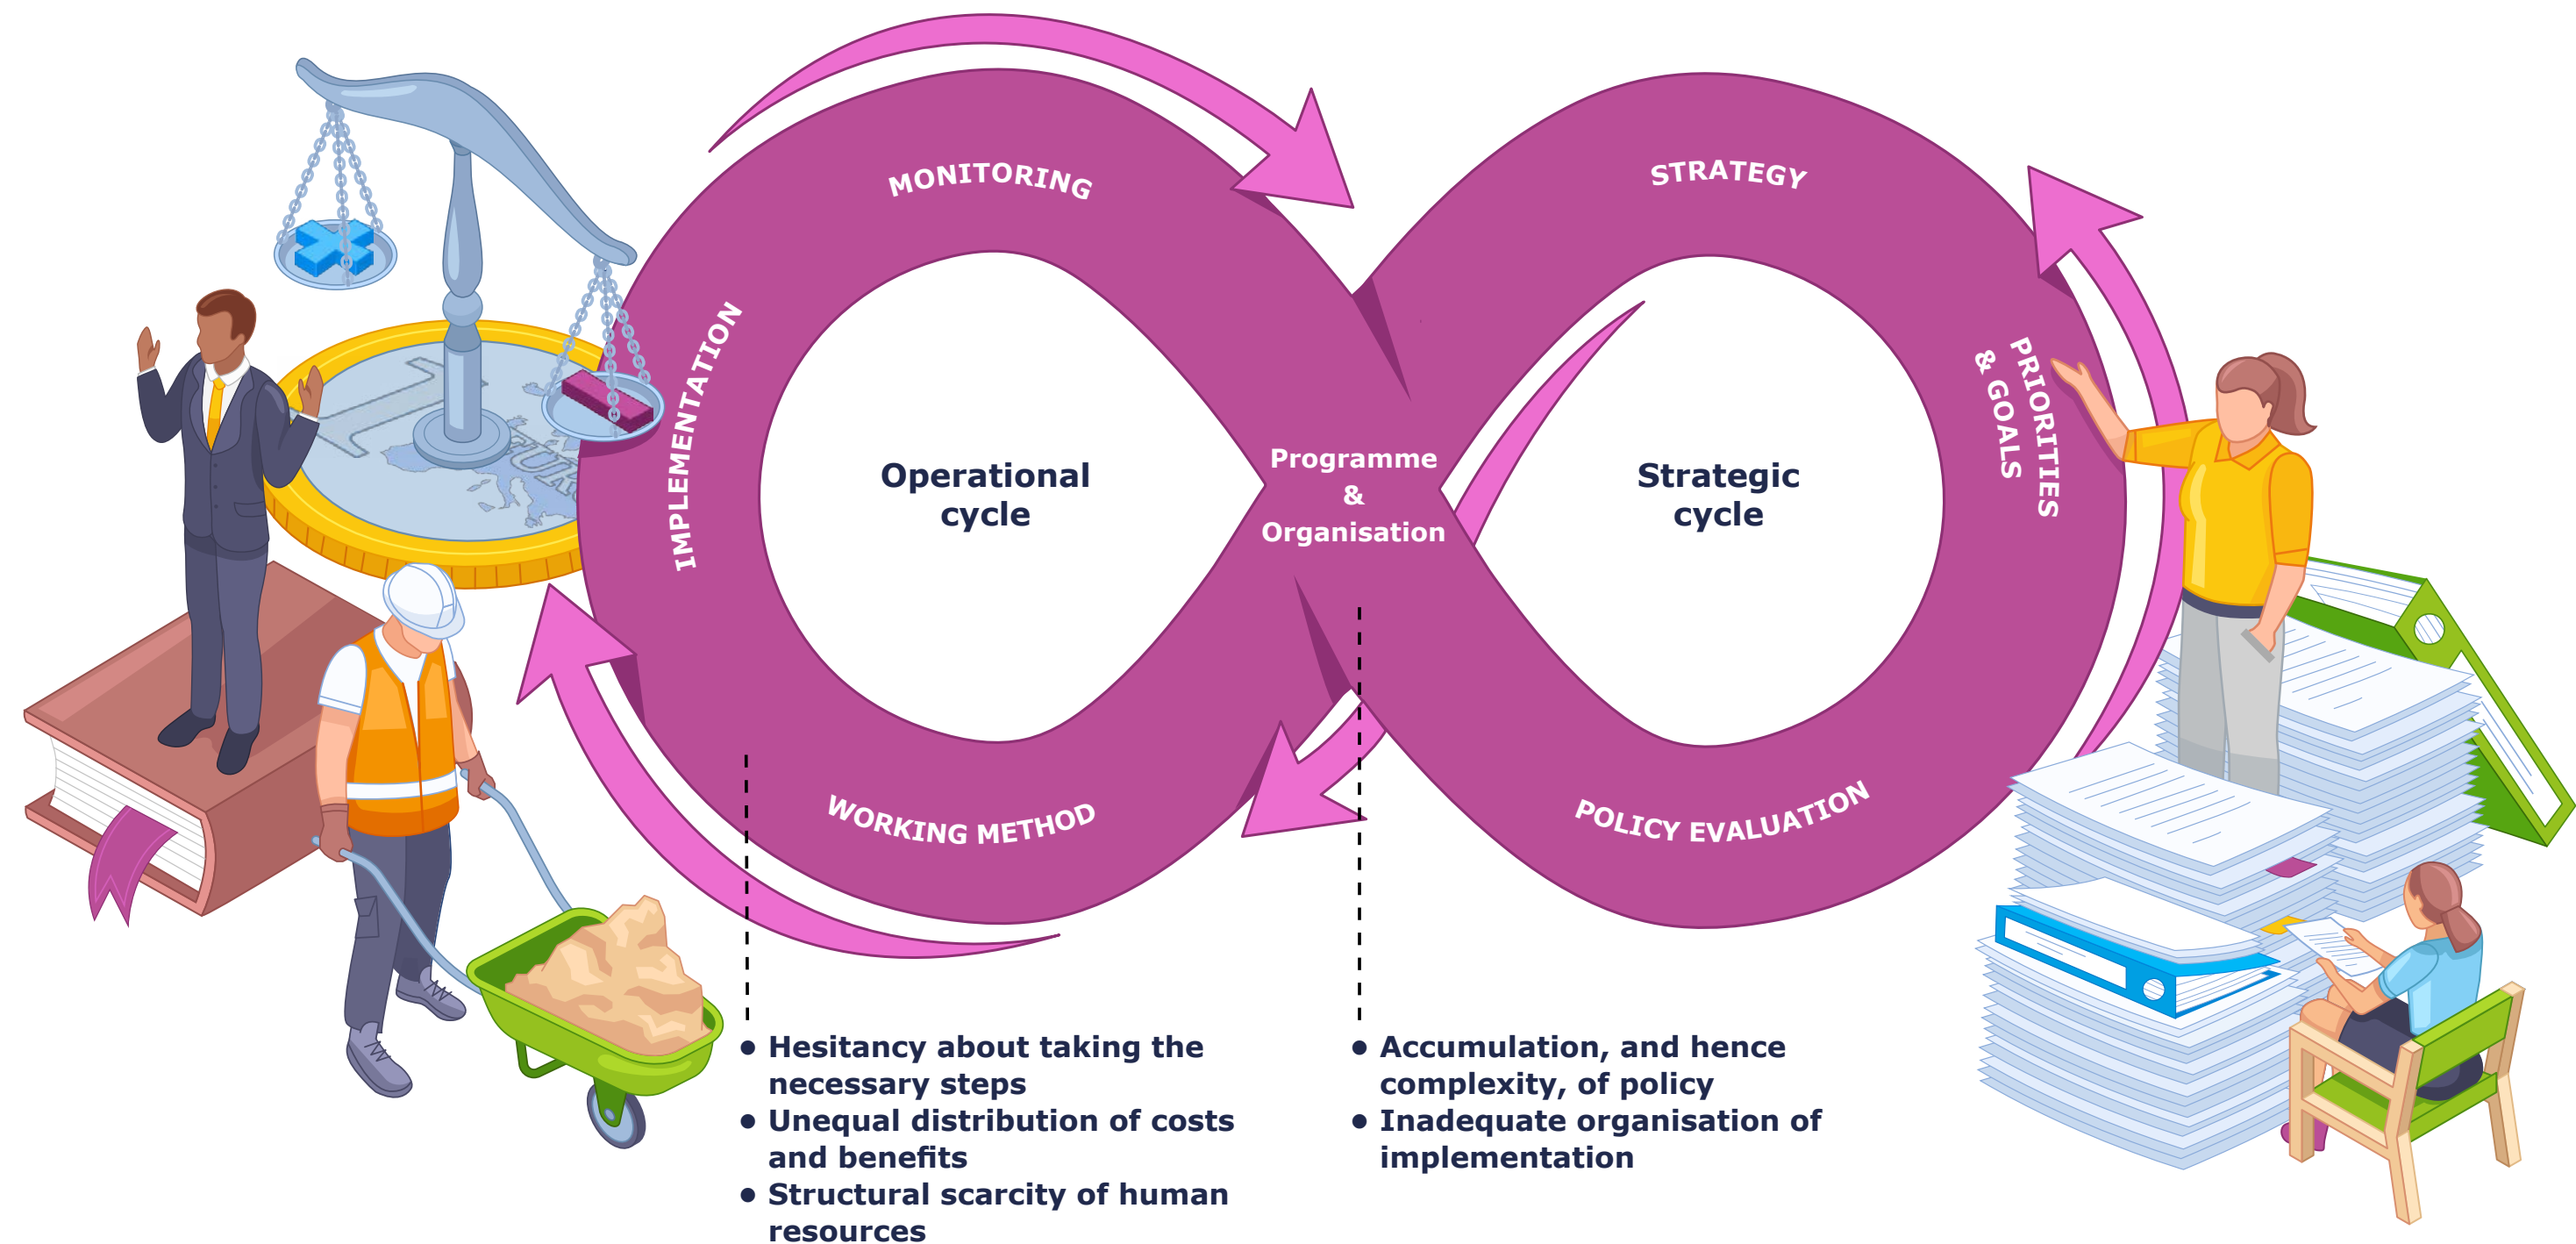 MONITORING
STRATEGY
IMPLEMENTATION
PRIORITIES
& GOALS
Operational
cycle
Programme
&
Organisation
Strategic
cycle
WORKING METHOD
POLICY EVALUATION
• Hesitancy about taking the
necessary steps
• Unequal distribution of costs
and benefits
• Structural scarcity of human
resources
• Accumulation, and hence
complexity, of policy
• Inadequate organisation of
implementation